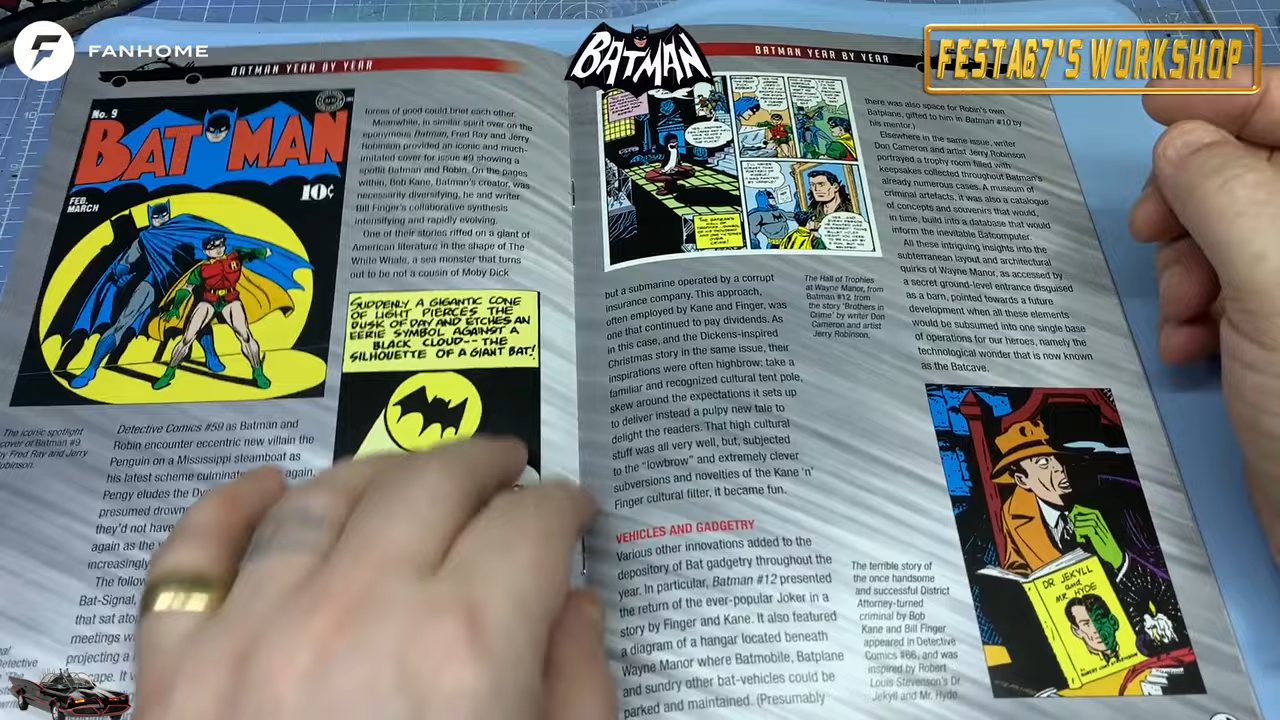 FANHOME
BATMAN
FESTA67'S WORKSHOP
BATMAN YEAR BY YEAR
No. 9
BATMAN
10¢
FEB.
MARCH
forces of good could brief each other.
Meanwhile, in similar spirit over on the
eponymous Batman, Fred Ray and Jerry
Robinson provided an iconic and much-
imitated cover for issue #9 showing a
spotlit Batman and Robin. On the pages
within, Bob Kane, Batman's creator, was
necessarily diversifying, he and writer
Bill Finger's collaborative synthesis
intensifying and rapidly evolving.
One of their stories riffed on a giant of
American literature in the shape of The
White Whale, a sea monster that turns
out to be not a cousin of Moby Dick
SUDDENLY A GIGANTIC CONE
OF LIGHT PIERCES THE
DUSK OF DAY AND ETCHES AN
EERIE SYMBOL AGAINST A
BLACK CLOUD-- THE
SILHOUETTE OF A GIANT BAT!
The iconic spotlight
cover of Batman #9
by Fred Ray and Jerry
Robinson.
Detective Comics #59 as Batman and
Robin encounter eccentric new villain the
Penguin on a Mississippi steamboat as
his latest scheme culminate again,
Pengy eludes the Dy
presumed drown
they'd not have
again as the
increasingly
The follow
Bat-Signal,
that sat atop
meetings w
projecting a
cape. It
BATMAN YEAR BY YEAR
but a submarine operated by a corrupt
insurance company. This approach,
often employed by Kane and Finger, was
one that continued to pay dividends. As
in this case, and the Dickens-inspired
Christmas story in the same issue, their
inspirations were often highbrow: take a
familiar and recognized cultural tent pole,
skew around the expectations it sets up
to deliver instead a pulpy new tale to
delight the readers. That high cultural
stuff was all very well, but, subjected
to the "lowbrow" and extremely clever
subversions and novelties of the Kane 'n'
Finger cultural filter, it became fun.
VEHICLES AND GADGETRY
Various other innovations added to the
depository of Bat gadgetry throughout the
year. In particular, Batman #12 presented
the return of the ever-popular Joker in a
story by Finger and Kane. It also featured
a diagram of a hangar located beneath
Wayne Manor where Batmobile, Batplane
and sundry other bat-vehicles could be
parked and maintained. (Presumably
The Hall of Trophies
at Wayne Manor, from
Batman #12 from
the story 'Brothers in
Crime' by writer Don
Cameron and artist
Jerry Robinson.
there was also space for Robin's own
Batplane, gifted to him in Batman #10 by
his mentor.)
Elsewhere in the same issue, writer
Don Cameron and artist Jerry Robinson
portrayed a trophy room filled with
keepsakes collected throughout Batman's
already numerous cases. A museum of
criminal artefacts, it was also a catalogue
of concepts and souvenirs that would,
in time, build into a database that would
inform the inevitable Batcomputer.
All these intriguing insights into the
subterranean layout and architectural
quirks of Wayne Manor, as accessed by
a secret ground-level entrance disguised
as a barn, pointed towards a future
development when all these elements
would be subsumed into one single base
of operations for our heroes, namely the
technological wonder that is now known
as the Batcave.
The terrible story of
the once handsome
and successful District
Attorney-turned
criminal by Bob
Kane and Bill Finger
appeared in Detective
Comics #66, and was
inspired by Robert
Louis Stevenson's Dr.
Jekyll and Mr. Hyde.
DR JEKYLL
and
MR. HYDE